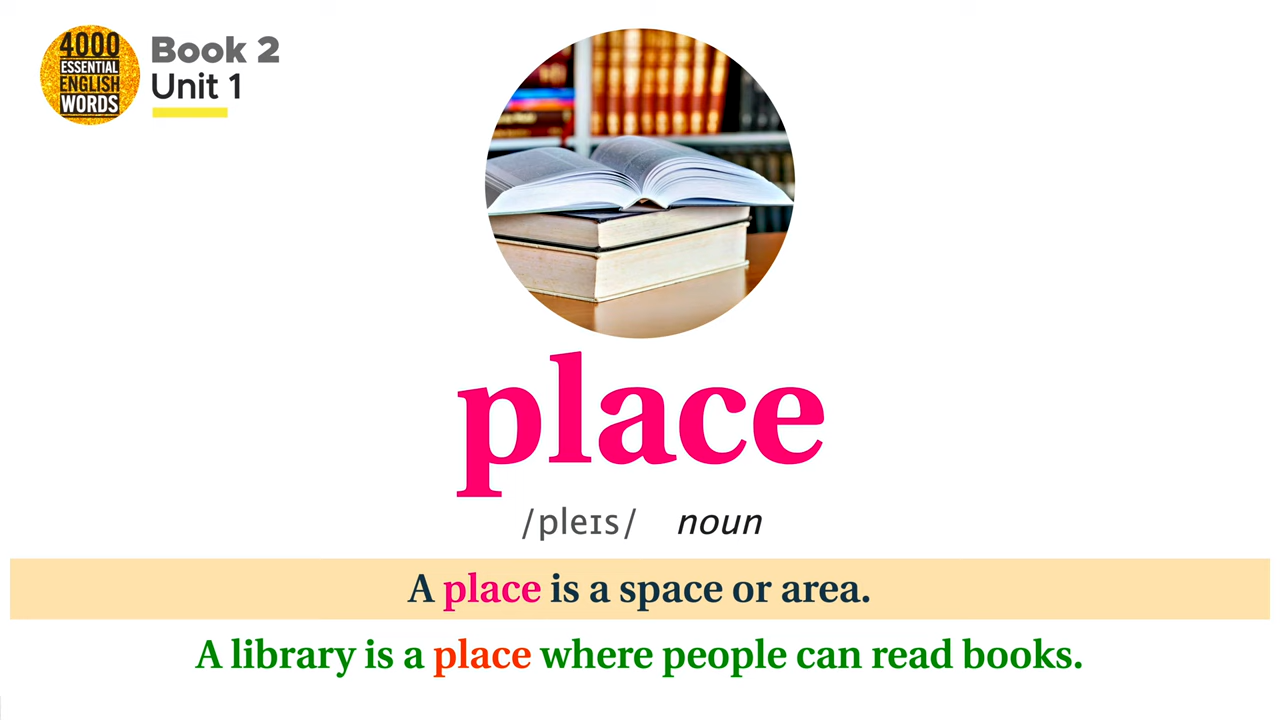 4000
ESSENTIAL
ENGLISH
WORDS
Book 2
Unit 1
place
/pleɪs/ noun
A place is a space or area.
A library is a place where people can read books.